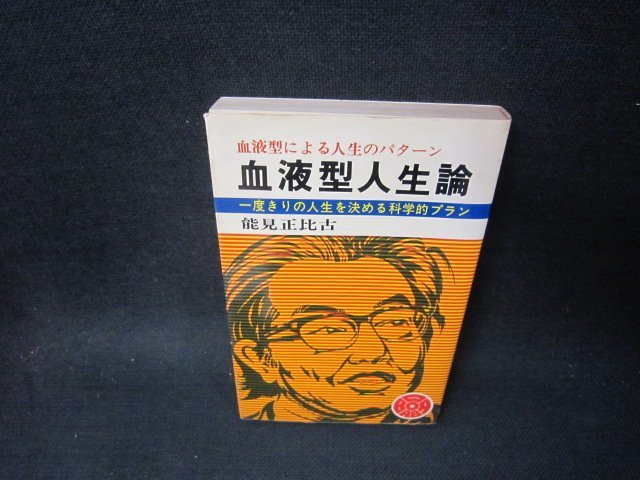 血液型による人生のパターン
血液型人生論
一度きりの人生を決める科学的プラン
能見正比古